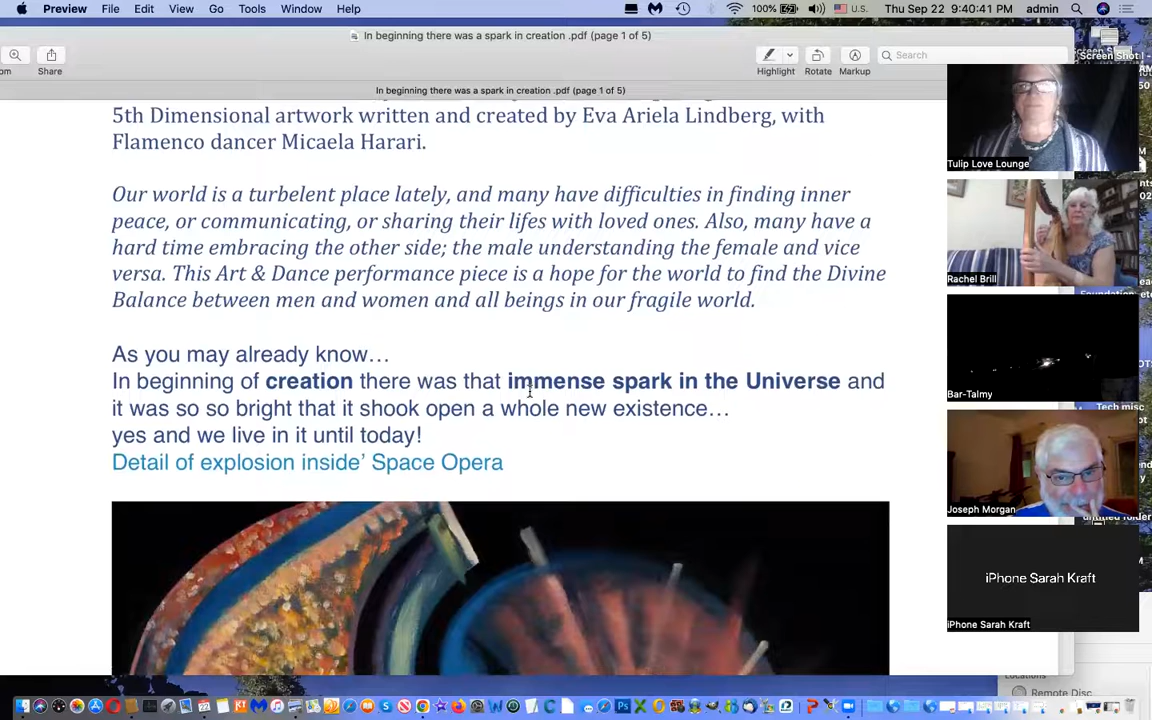 Preview File Edit View Go Tools Window Help 100% U.S. Thu Sep 22 9:40:41 PM admin
In beginning there was a spark in creation .pdf (page 1 of 5)
Share Highlight Rotate Markup Search
In beginning there was a spark in creation .pdf (page 1 of 5)
5th Dimensional artwork written and created by Eva Ariela Lindberg, with
Flamenco dancer Micaela Harari.
Our world is a turbelent place lately, and many have difficulties in finding inner
peace, or communicating, or sharing their lifes with loved ones. Also, many have a
hard time embracing the other side; the male understanding the female and vice
versa. This Art & Dance performance piece is a hope for the world to find the Divine
Balance between men and women and all beings in our fragile world.
As you may already know…
In beginning of creation there was that immense spark in the Universe and
it was so so bright that it shook open a whole new existence…
yes and we live in it until today!
Detail of explosion inside’ Space Opera
Tulip Love Lounge
Rachel Brill
Bar-Talmy
Joseph Morgan
iPhone Sarah Kraft
iPhone Sarah Kraft
Screen Shot
Tech misc
Locations
Remote Disc